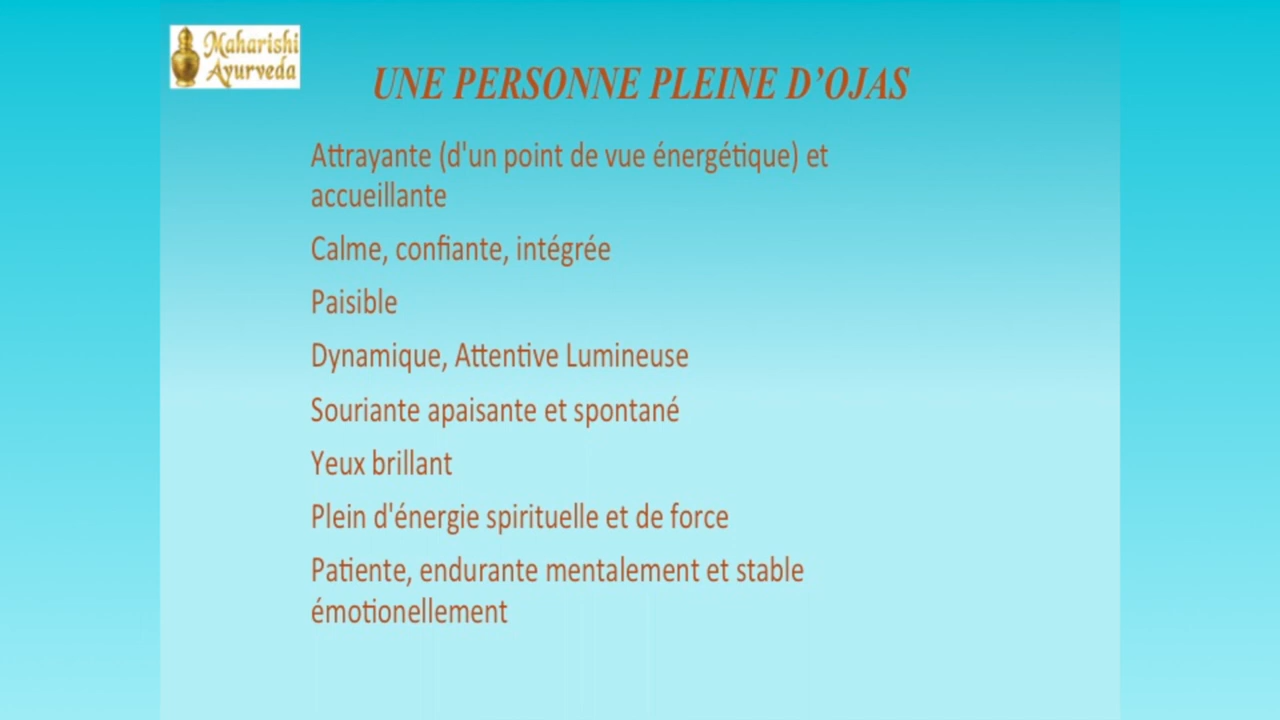 Maharishi
Ayurveda
UNE PERSONNE PLEINE D’OJAS
Attrayante (d'un point de vue énergétique) et
accueillante
Calme, confiante, intégrée
Paisible
Dynamique, Attentive Lumineuse
Souriante apaisante et spontané
Yeux brillant
Plein d'énergie spirituelle et de force
Patiente, endurante mentalement et stable
émotionellement